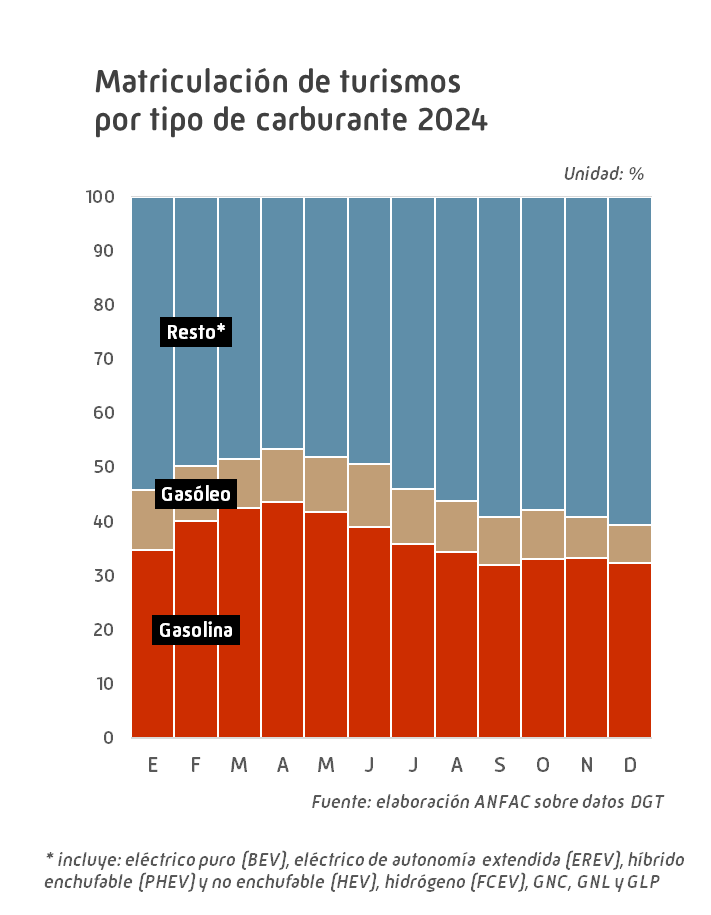 Matriculación de turismos
por tipo de carburante 2024
Unidad: %
100
90
80
70
60
50
40
30
20
10
0
Resto*
Gasóleo
Gasolina
E F M A M J J A S O N D
Fuente: elaboración ANFAC sobre datos DGT
* incluye: eléctrico puro (BEV), eléctrico de autonomía extendida (EREV), híbrido
enchufable (PHEV) y no enchufable (HEV), hidrógeno (FCEV), GNC, GNL y GLP